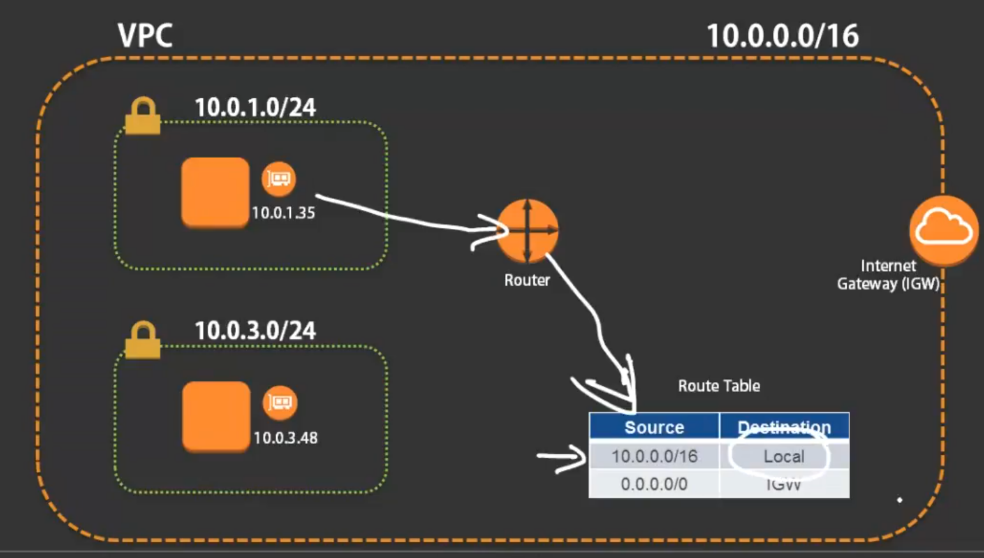 VPC
10.0.0.0/16
10.0.1.0/24
10.0.1.35
Router
Internet
Gateway (IGW)
10.0.3.0/24
10.0.3.48
Route Table
Source Destination
10.0.0.0/16 Local
0.0.0.0/0 IGW